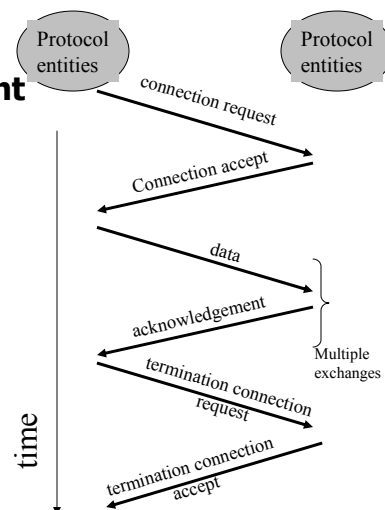 Protocol
entities
Protocol
entities
nt
connection request
Connection accept
data
acknowledgement
Multiple
exchanges
termination connection
request
time
termination connection
accept